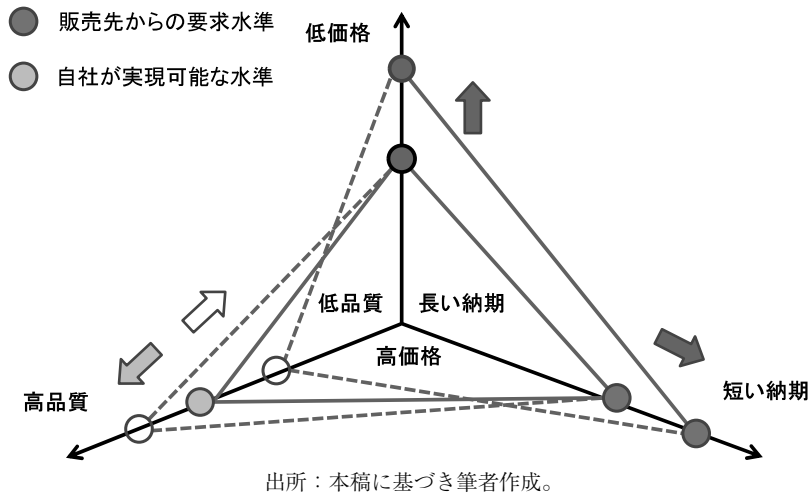 販売先からの要求水準
自社が実現可能な水準
低価格
低品質
長い納期
高価格
高品質
短い納期
出所：本稿に基づき筆者作成。